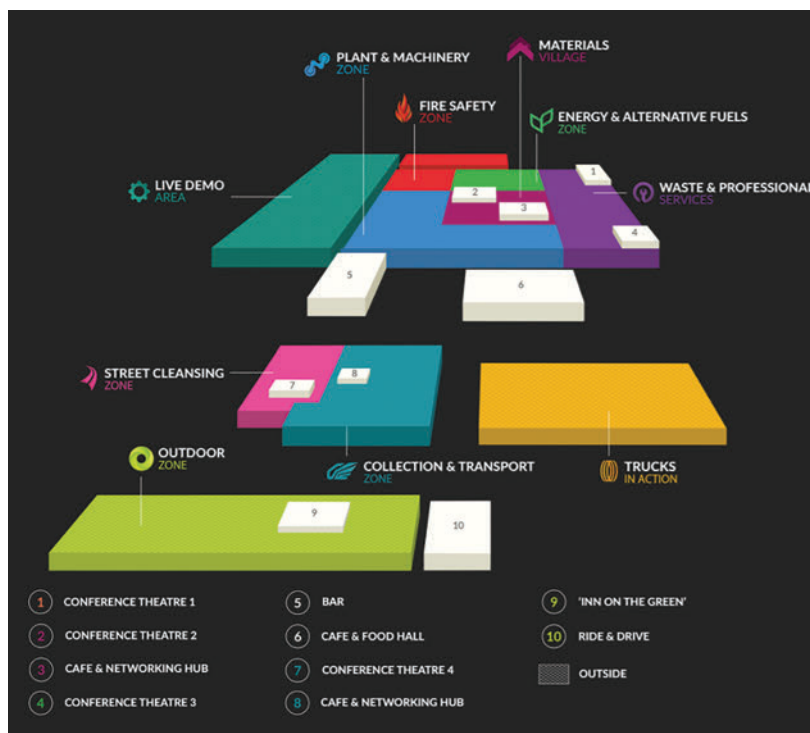 PLANT & MACHINERY
ZONE
MATERIALS
VILLAGE
FIRE SAFETY
ZONE
ENERGY & ALTERNATIVE FUELS
ZONE
LIVE DEMO
AREA
WASTE & PROFESSIONAL
SERVICES
1
2
3
4
5
6
STREET CLEANSING
ZONE
7
8
OUTDOOR
ZONE
COLLECTION & TRANSPORT
ZONE
TRUCKS
IN ACTION
9
10
1 CONFERENCE THEATRE 1
2 CONFERENCE THEATRE 2
3 CAFE & NETWORKING HUB
4 CONFERENCE THEATRE 3
5 BAR
6 CAFE & FOOD HALL
7 CONFERENCE THEATRE 4
8 CAFE & NETWORKING HUB
9 'INN ON THE GREEN'
10 RIDE & DRIVE
OUTSIDE